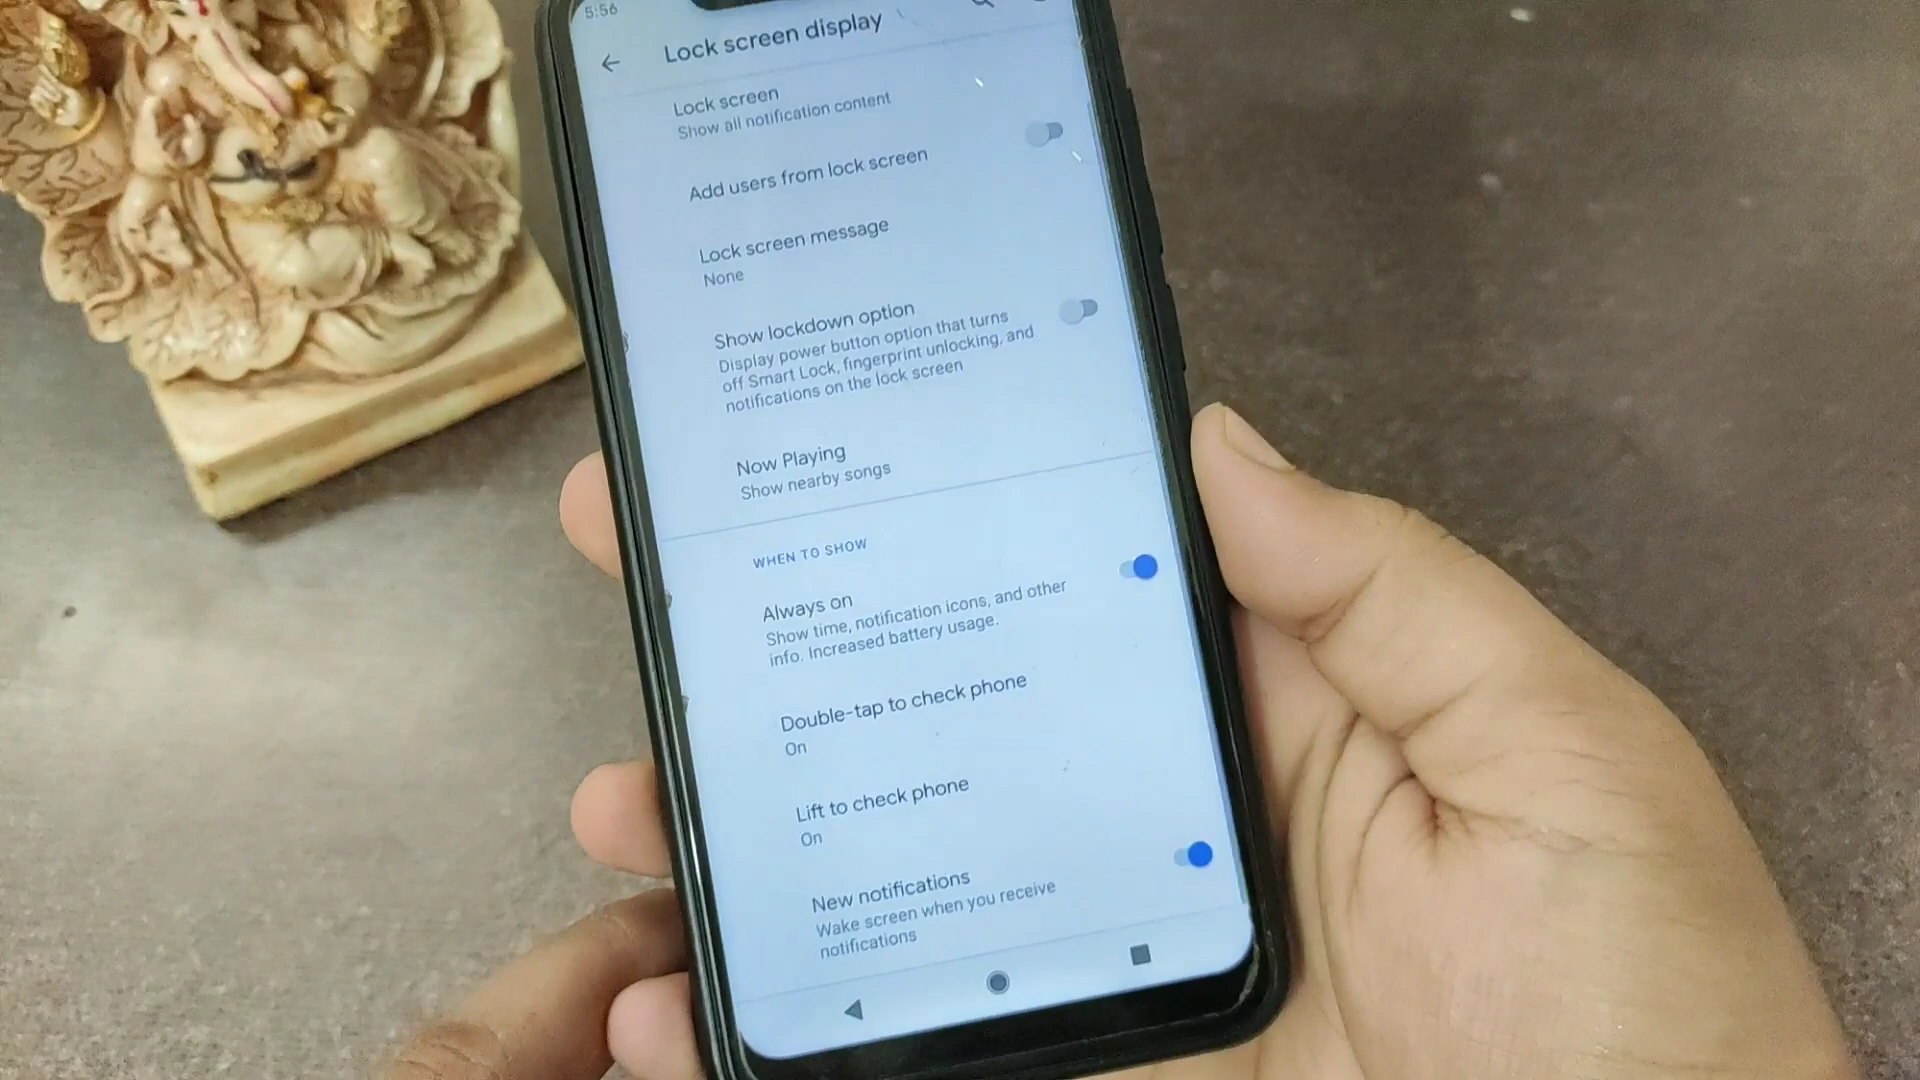 5:56
Lock screen display
Lock screen
Show all notification content
Add users from lock screen
Lock screen message
None
Show lockdown option
Display power button option that turns
off Smart Lock, fingerprint unlocking, and
notifications on the lock screen
Now Playing
Show nearby songs
WHEN TO SHOW
Always on
Show time, notification icons, and other
info. Increased battery usage.
Double-tap to check phone
On
Lift to check phone
On
New notifications
Wake screen when you receive
notifications